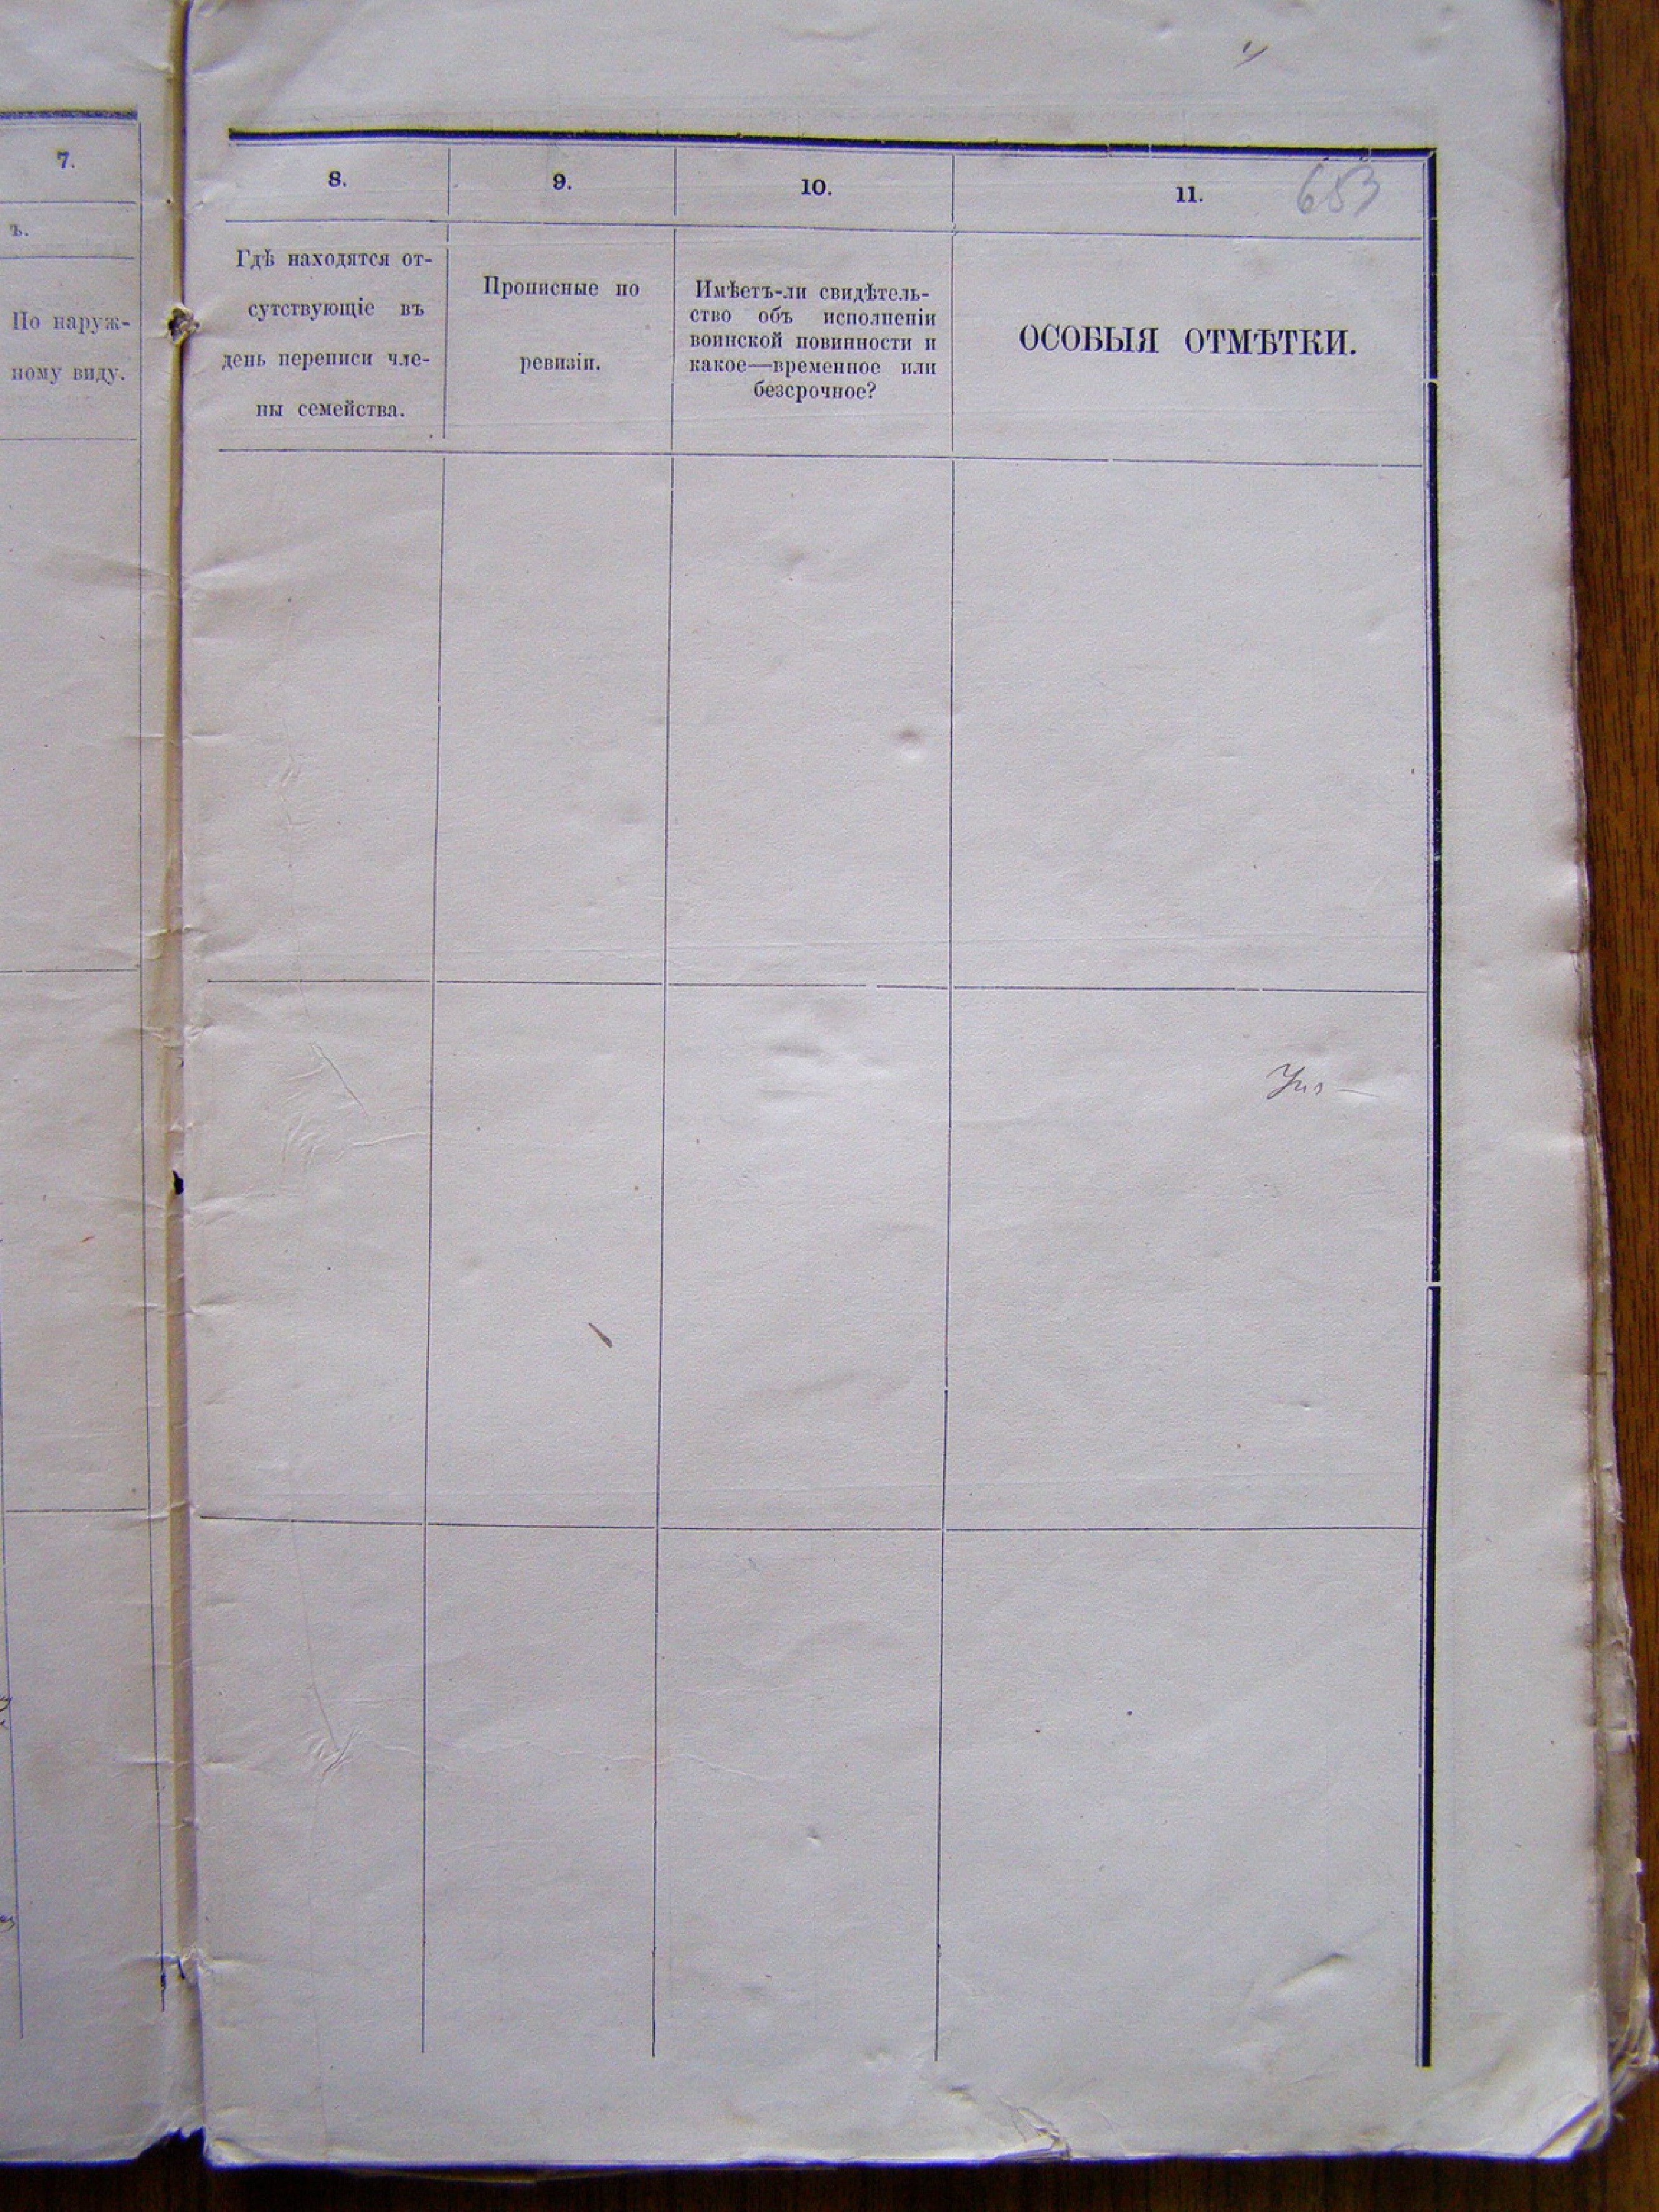 7.
ъ.
По наруж-
ному виду.
8.
9.
10.
11.
653
Гдѣ находятся от-
сутствующіе въ
день переписи чле-
ны семейства.
Прописные по
ревизіи.
Имѣетъ-ли свидѣтель-
ство объ исполненіи
воинской повинности и
какое—временное или
безсрочное?
ОСОБЫЯ ОТМѢТКИ.